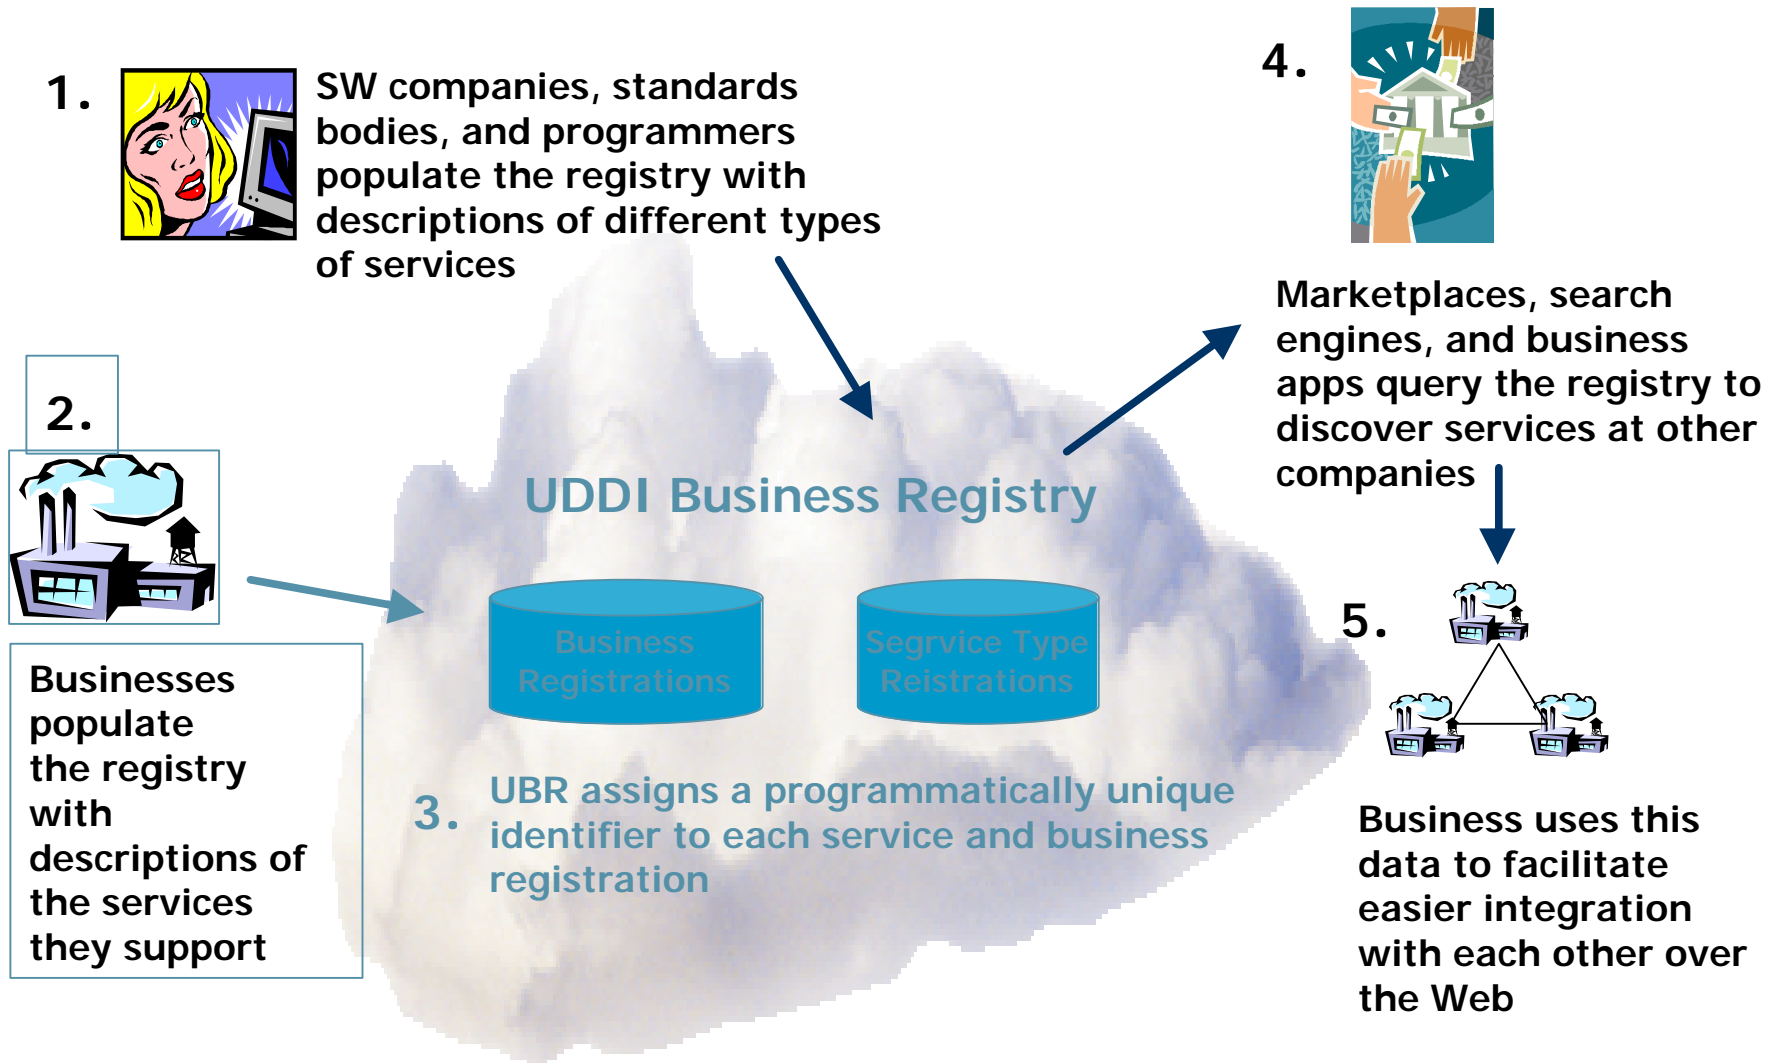 1.
SW companies, standards
bodies, and programmers
populate the registry with
descriptions of different types
of services
2.
Businesses
populate
the registry
with
descriptions of
the services
they support
UDDI Business Registry
Business
Registrations
Segrvice Type
Reistrations
3.
UBR assigns a programmatically unique
identifier to each service and business
registration
4.
Marketplaces, search
engines, and business
apps query the registry to
discover services at other
companies
5.
Business uses this
data to facilitate
easier integration
with each other over
the Web